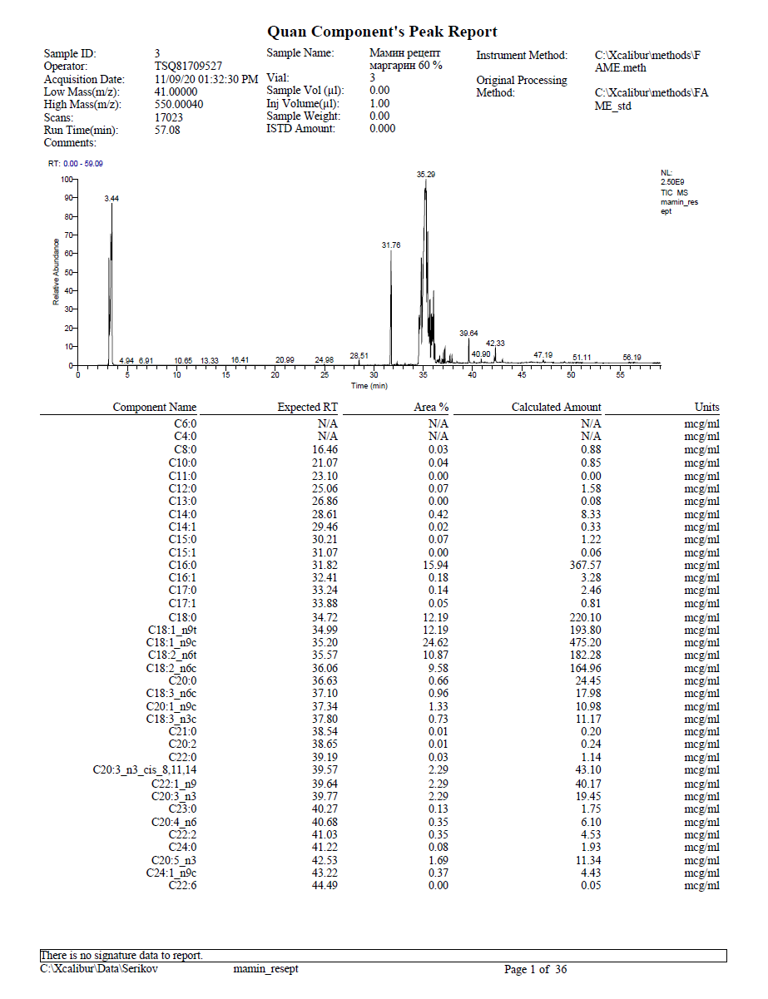 Quan Component's Peak Report
Sample ID: 3
Operator: TSQ81709527
Acquisition Date: 11/09/20 01:32:30 PM
Low Mass(m/z): 41.00000
High Mass(m/z): 550.00040
Scans: 17023
Run Time(min): 57.08
Comments:
Sample Name: Мамин рецепт
маргарин 60 %
Vial: 3
Sample Vol (µl): 0.00
Inj Volume(µl): 1.00
Sample Weight: 0.00
ISTD Amount: 0.000
Instrument Method: C:\Xcalibur\methods\F
AME.meth
Original Processing
Method: C:\Xcalibur\methods\FA
ME_std
RT: 0.00 - 59.09
NL:
2.50E9
TIC MS
mamin_res
ept
Relative Abundance
100
90
80
70
60
50
40
30
20
10
0
3.44
4.94
6.91
10.65
13.33
16.41
20.99
24.98
28.51
31.76
35.29
39.64
40.90
42.33
47.19
51.11
56.19
0 5 10 15 20 25 30 35 40 45 50 55
Time (min)
Component Name Expected RT Area % Calculated Amount Units
C6:0 N/A N/A N/A mcg/ml
C4:0 N/A N/A N/A mcg/ml
C8:0 16.46 0.03 0.88 mcg/ml
C10:0 21.07 0.04 0.85 mcg/ml
C11:0 23.10 0.00 0.00 mcg/ml
C12:0 25.06 0.07 1.58 mcg/ml
C13:0 26.86 0.00 0.08 mcg/ml
C14:0 28.61 0.42 8.33 mcg/ml
C14:1 29.46 0.02 0.33 mcg/ml
C15:0 30.21 0.07 1.22 mcg/ml
C15:1 31.07 0.00 0.06 mcg/ml
C16:0 31.82 15.94 367.57 mcg/ml
C16:1 32.41 0.18 3.28 mcg/ml
C17:0 33.24 0.14 2.46 mcg/ml
C17:1 33.88 0.05 0.81 mcg/ml
C18:0 34.72 12.19 220.10 mcg/ml
C18:1_n9t 34.99 12.19 193.80 mcg/ml
C18:1_n9c 35.20 24.62 475.20 mcg/ml
C18:2_n6t 35.57 10.87 182.28 mcg/ml
C18:2_n6c 36.06 9.58 164.96 mcg/ml
C20:0 36.63 0.66 24.45 mcg/ml
C18:3_n6c 37.10 0.96 17.98 mcg/ml
C20:1_n9c 37.34 1.33 10.98 mcg/ml
C18:3_n3c 37.80 0.73 11.17 mcg/ml
C21:0 38.54 0.01 0.20 mcg/ml
C20:2 38.65 0.01 0.24 mcg/ml
C22:0 39.19 0.03 1.14 mcg/ml
C20:3_n3_cis_8,11,14 39.57 2.29 43.10 mcg/ml
C22:1_n9 39.64 2.29 40.17 mcg/ml
C20:3_n3 39.77 2.29 19.45 mcg/ml
C23:0 40.27 0.13 1.75 mcg/ml
C20:4_n6 40.68 0.35 6.10 mcg/ml
C22:2 41.03 0.35 4.53 mcg/ml
C24:0 41.22 0.08 1.93 mcg/ml
C20:5_n3 42.53 1.69 11.34 mcg/ml
C24:1_n9c 43.22 0.37 4.43 mcg/ml
C22:6 44.49 0.00 0.05 mcg/ml
There is no signature data to report.
C:\Xcalibur\Data\Serikov mamin_resept Page 1 of 36